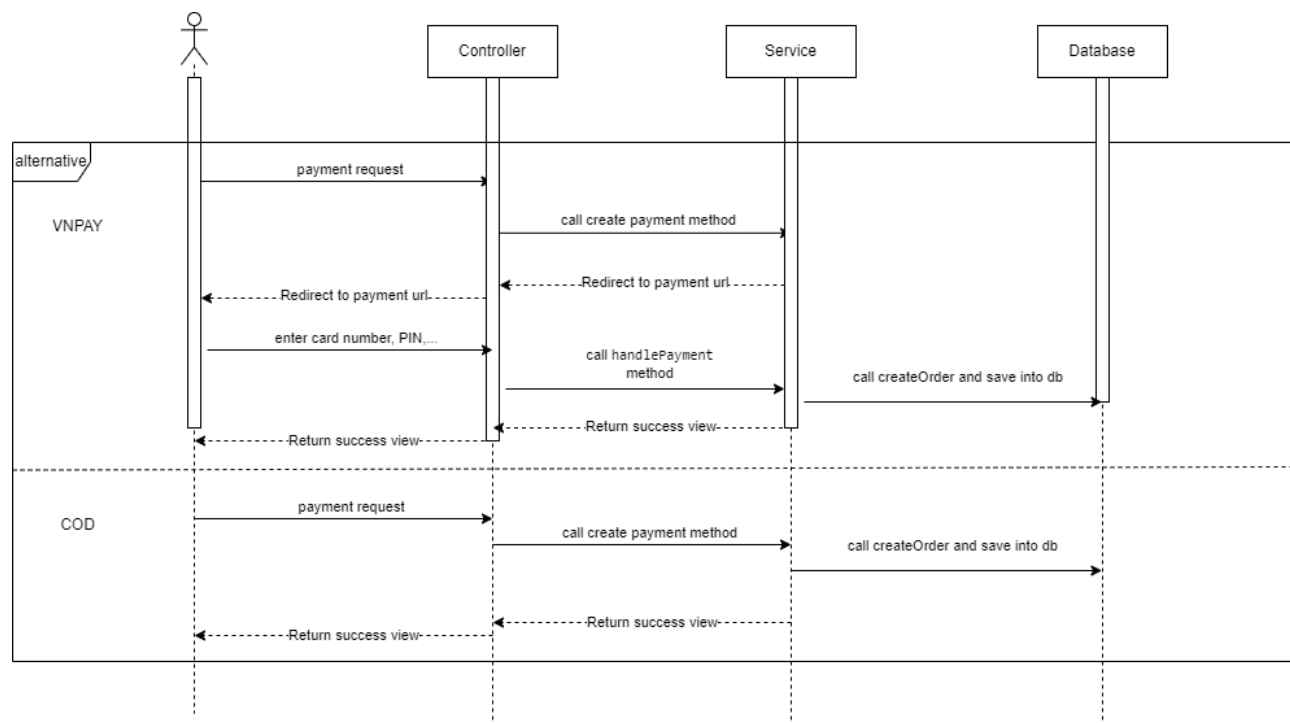 Controller
Service
Database
alternative
payment request
VNPAY
call create payment method
Redirect to payment url
Redirect to payment url
enter card number, PIN,...
call handlePayment
method
call createOrder and save into db
Return success view
Return success view
COD
payment request
call create payment method
call createOrder and save into db
Return success view
Return success view